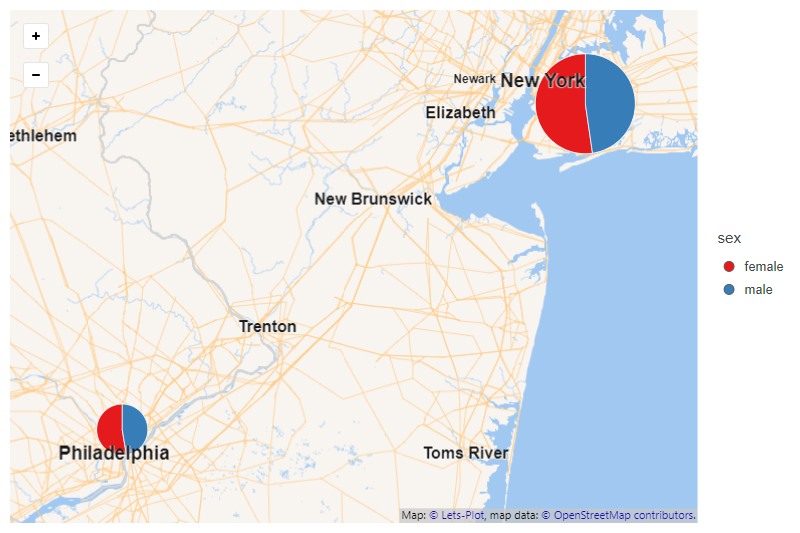 +
−
Newark
New York
Elizabeth
ethlehem
New Brunswick
sex
female
male
Trenton
Philadelphia
Toms River
Map: © Lets-Plot, map data: © OpenStreetMap contributors.